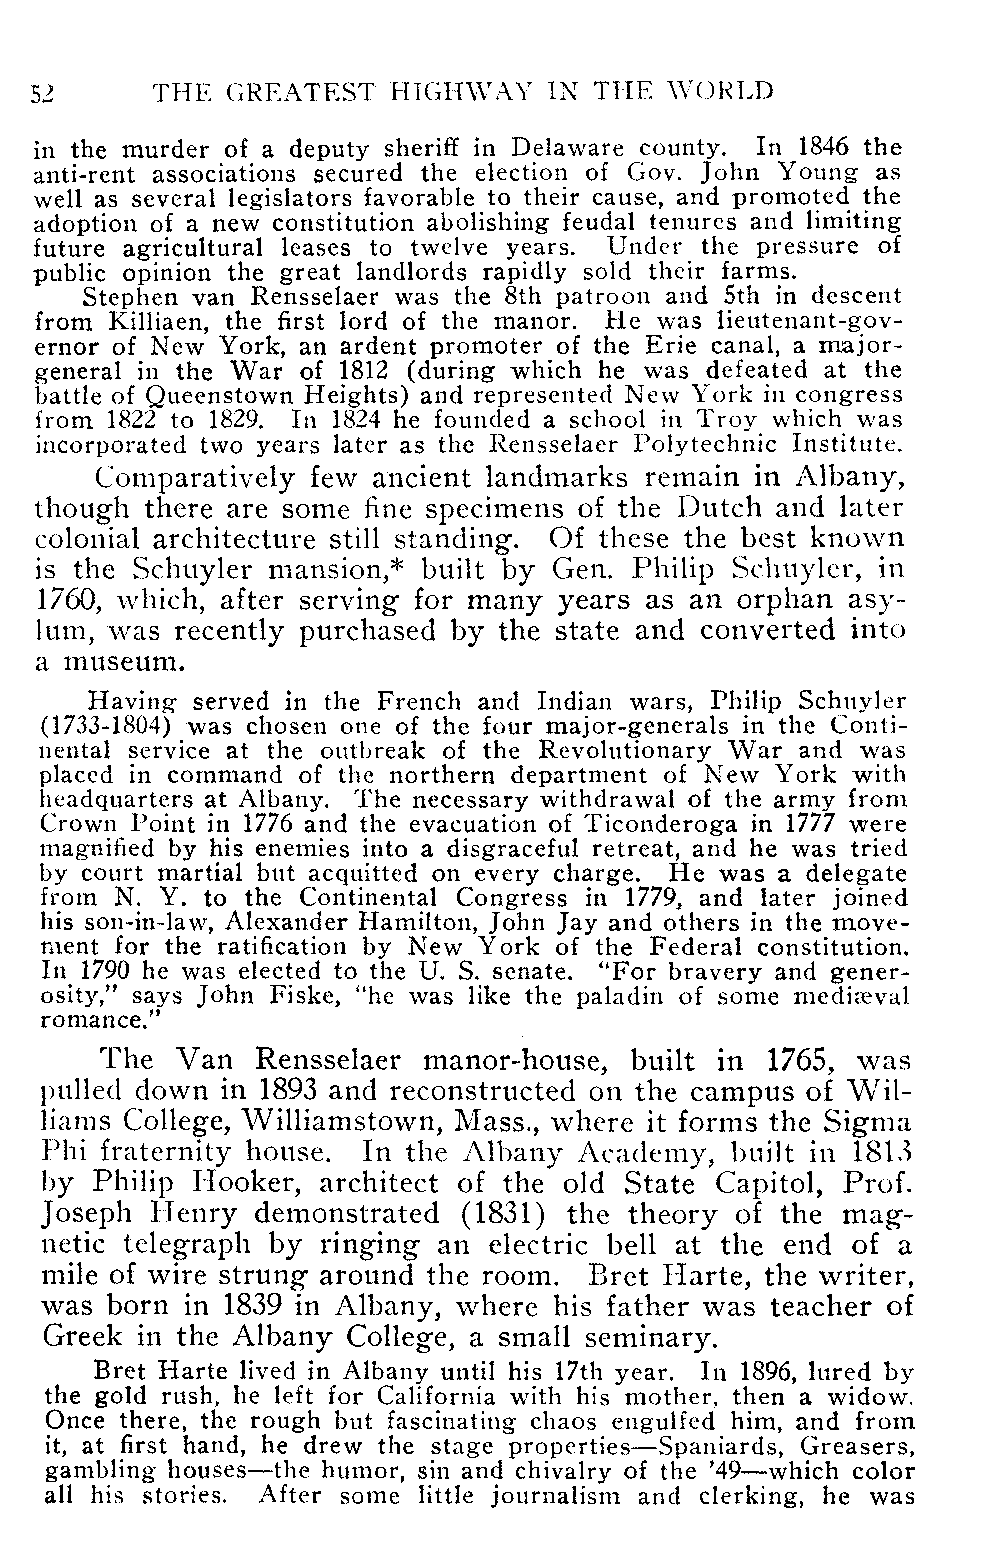 52 THE GREATEST HIGHWAY IN THE WORLD
in the murder of a deputy sheriff in Delaware county. In 1846 the
anti-rent associations secured the election of Gov. John Young as
well as several legislators favorable to their cause, and promoted the
adoption of a new constitution abolishing feudal tenures and limiting
future agricultural leases to twelve years. Under the pressure of
public opinion the great landlords rapidly sold their farms.
Stephen van Rensselaer was the 8th patroon and 5th in descent
from Killiaen, the first lord of the manor. He was lieutenant-gov-
ernor of New York, an ardent promoter of the Erie canal, a major-
general in the War of 1812 (during which he was defeated at the
battle of Queenstown Heights) and represented New York in congress
from 1822 to 1829. In 1824 he founded a school in Troy which was
incorporated two years later as the Rensselaer Polytechnic Institute.
Comparatively few ancient landmarks remain in Albany,
though there are some fine specimens of the Dutch and later
colonial architecture still standing. Of these the best known
is the Schuyler mansion,* built by Gen. Philip Schuyler, in
1760, which, after serving for many years as an orphan asy-
lum, was recently purchased by the state and converted into
a museum.
Having served in the French and Indian wars, Philip Schuyler
(1733-1804) was chosen one of the four major-generals in the Conti-
nental service at the outbreak of the Revolutionary War and was
placed in command of the northern department of New York with
headquarters at Albany. The necessary withdrawal of the army from
Crown Point in 1776 and the evacuation of Ticonderoga in 1777 were
magnified by his enemies into a disgraceful retreat, and he was tried
by court martial but acquitted on every charge. He was a delegate
from N. Y. to the Continental Congress in 1779, and later joined
his son-in-law, Alexander Hamilton, John Jay and others in the move-
ment for the ratification by New York of the Federal constitution.
In 1790 he was elected to the U. S. senate. "For bravery and gener-
osity," says John Fiske, "he was like the paladin of some mediæval
romance."
The Van Rensselaer manor-house, built in 1765, was
pulled down in 1893 and reconstructed on the campus of Wil-
liams College, Williamstown, Mass., where it forms the Sigma
Phi fraternity house. In the Albany Academy, built in 1813
by Philip Hooker, architect of the old State Capitol, Prof.
Joseph Henry demonstrated (1831) the theory of the mag-
netic telegraph by ringing an electric bell at the end of a
mile of wire strung around the room. Bret Harte, the writer,
was born in 1839 in Albany, where his father was teacher of
Greek in the Albany College, a small seminary.
Bret Harte lived in Albany until his 17th year. In 1896, lured by
the gold rush, he left for California with his mother, then a widow.
Once there, the rough but fascinating chaos engulfed him, and from
it, at first hand, he drew the stage properties—Spaniards, Greasers,
gambling houses—the humor, sin and chivalry of the '49—which color
all his stories. After some little journalism and clerking, he was